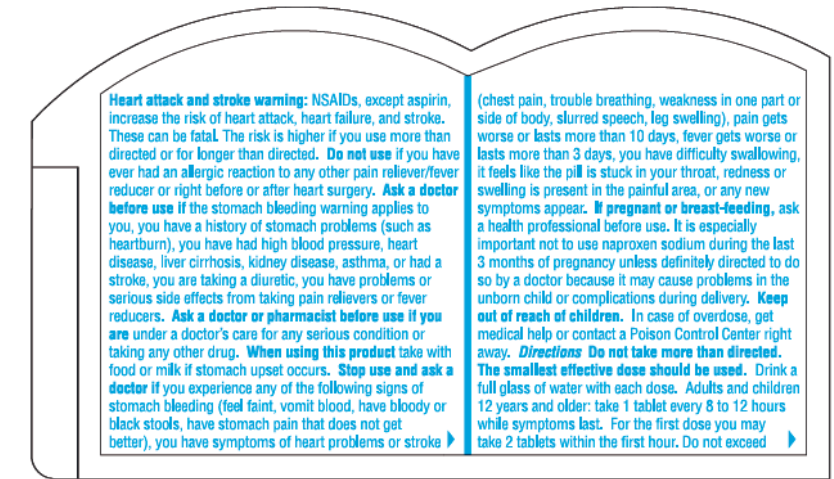 Heart attack and stroke warning: NSAIDs, except aspirin,
increase the risk of heart attack, heart failure, and stroke.
These can be fatal. The risk is higher if you use more than
directed or for longer than directed. Do not use if you have
ever had an allergic reaction to any other pain reliever/fever
reducer or right before or after heart surgery. Ask a doctor
before use if the stomach bleeding warning applies to
you, you have a history of stomach problems (such as
heartburn), you have had high blood pressure, heart
disease, liver cirrhosis, kidney disease, asthma, or had a
stroke, you are taking a diuretic, you have problems or
serious side effects from taking pain relievers or fever
reducers. Ask a doctor or pharmacist before use if you
are under a doctor's care for any serious condition or
taking any other drug. When using this product take with
food or milk if stomach upset occurs. Stop use and ask a
doctor if you experience any of the following signs of
stomach bleeding (feel faint, vomit blood, have bloody or
black stools, have stomach pain that does not get
better), you have symptoms of heart problems or stroke
(chest pain, trouble breathing, weakness in one part or
side of body, slurred speech, leg swelling), pain gets
worse or lasts more than 10 days, fever gets worse or
lasts more than 3 days, you have difficulty swallowing,
it feels like the pill is stuck in your throat, redness or
swelling is present in the painful area, or any new
symptoms appear. If pregnant or breast-feeding, ask
a health professional before use. It is especially
important not to use naproxen sodium during the last
3 months of pregnancy unless definitely directed to do
so by a doctor because it may cause problems in the
unborn child or complications during delivery. Keep
out of reach of children. In case of overdose, get
medical help or contact a Poison Control Center right
away. Directions Do not take more than directed.
The smallest effective dose should be used. Drink a
full glass of water with each dose. Adults and children
12 years and older: take 1 tablet every 8 to 12 hours
while symptoms last. For the first dose you may
take 2 tablets within the first hour. Do not exceed